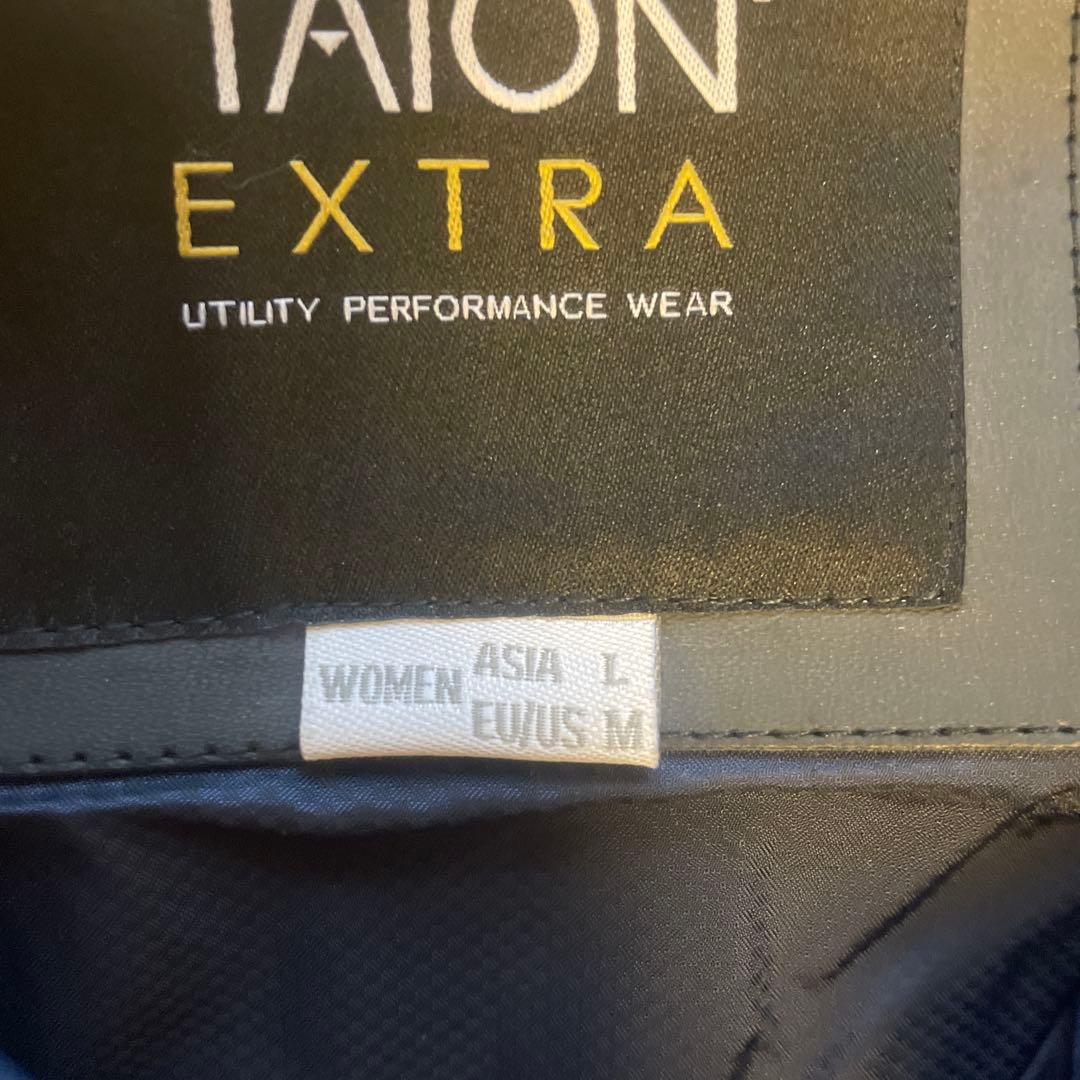 TAION
EXTRA
UTILITY PERFORMANCE WEAR
WOMEN ASIA L
EU/US M